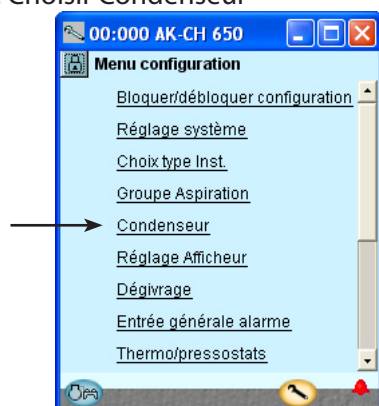 Choisir Condenseur
00:000 AK-CH 650
Menu configuration
Bloquer/débloquer configuration
Réglage système
Choix type Inst.
Groupe Aspiration
Condenseur
Réglage Afficheur
Dégivrage
Entrée générale alarme
Thermo/pressostats